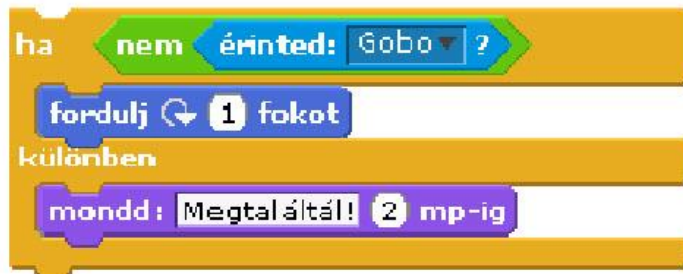 ha nem érinted: Gobo ?
fordulj 1 fokot
különben
mondd: Megtaláltál! 2 mp-ig